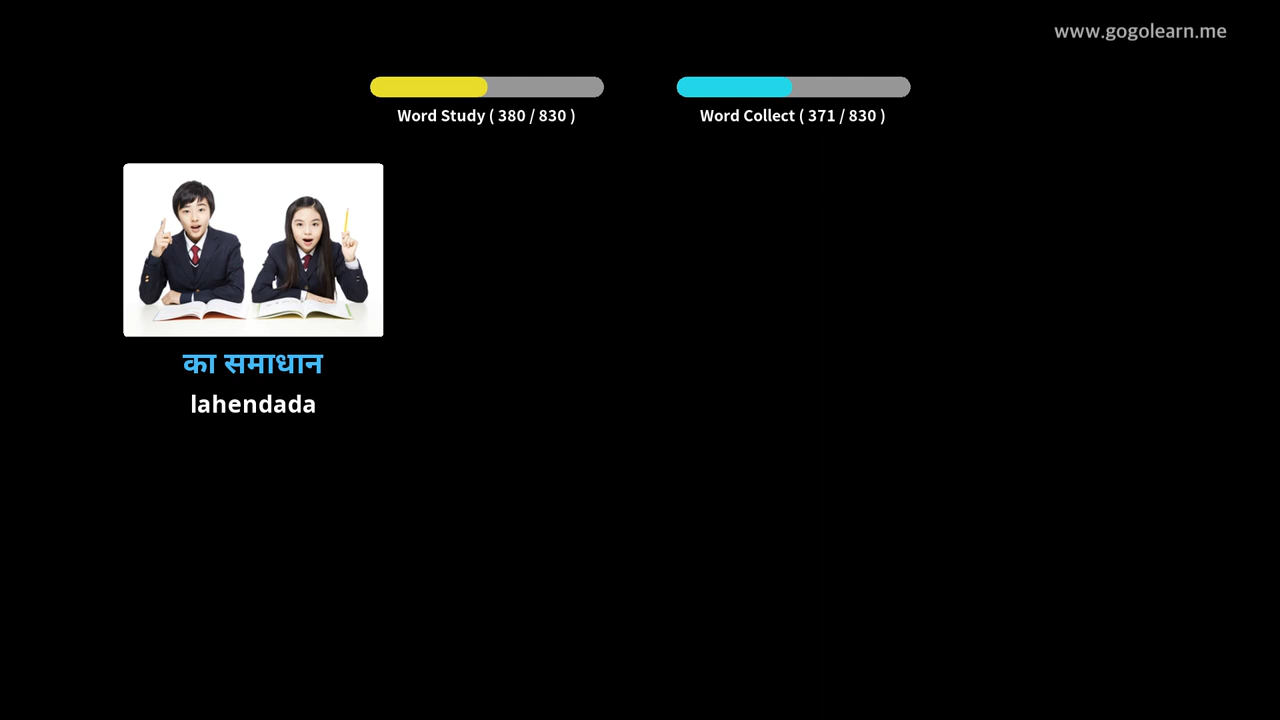 www.gogolearn.me
Word Study ( 380 / 830 )
Word Collect ( 371 / 830 )
का समाधान
lahendada